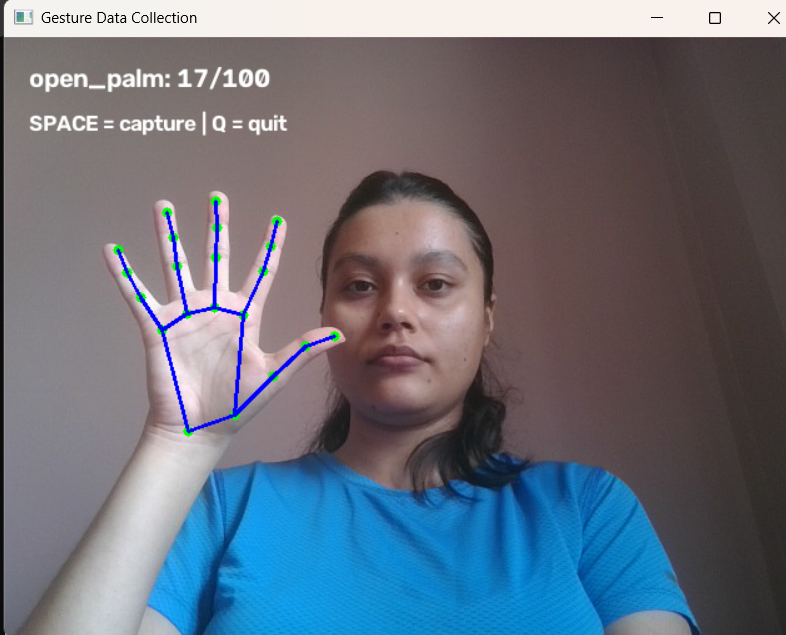 Gesture Data Collection
open_palm: 17/100
SPACE = capture | Q = quit